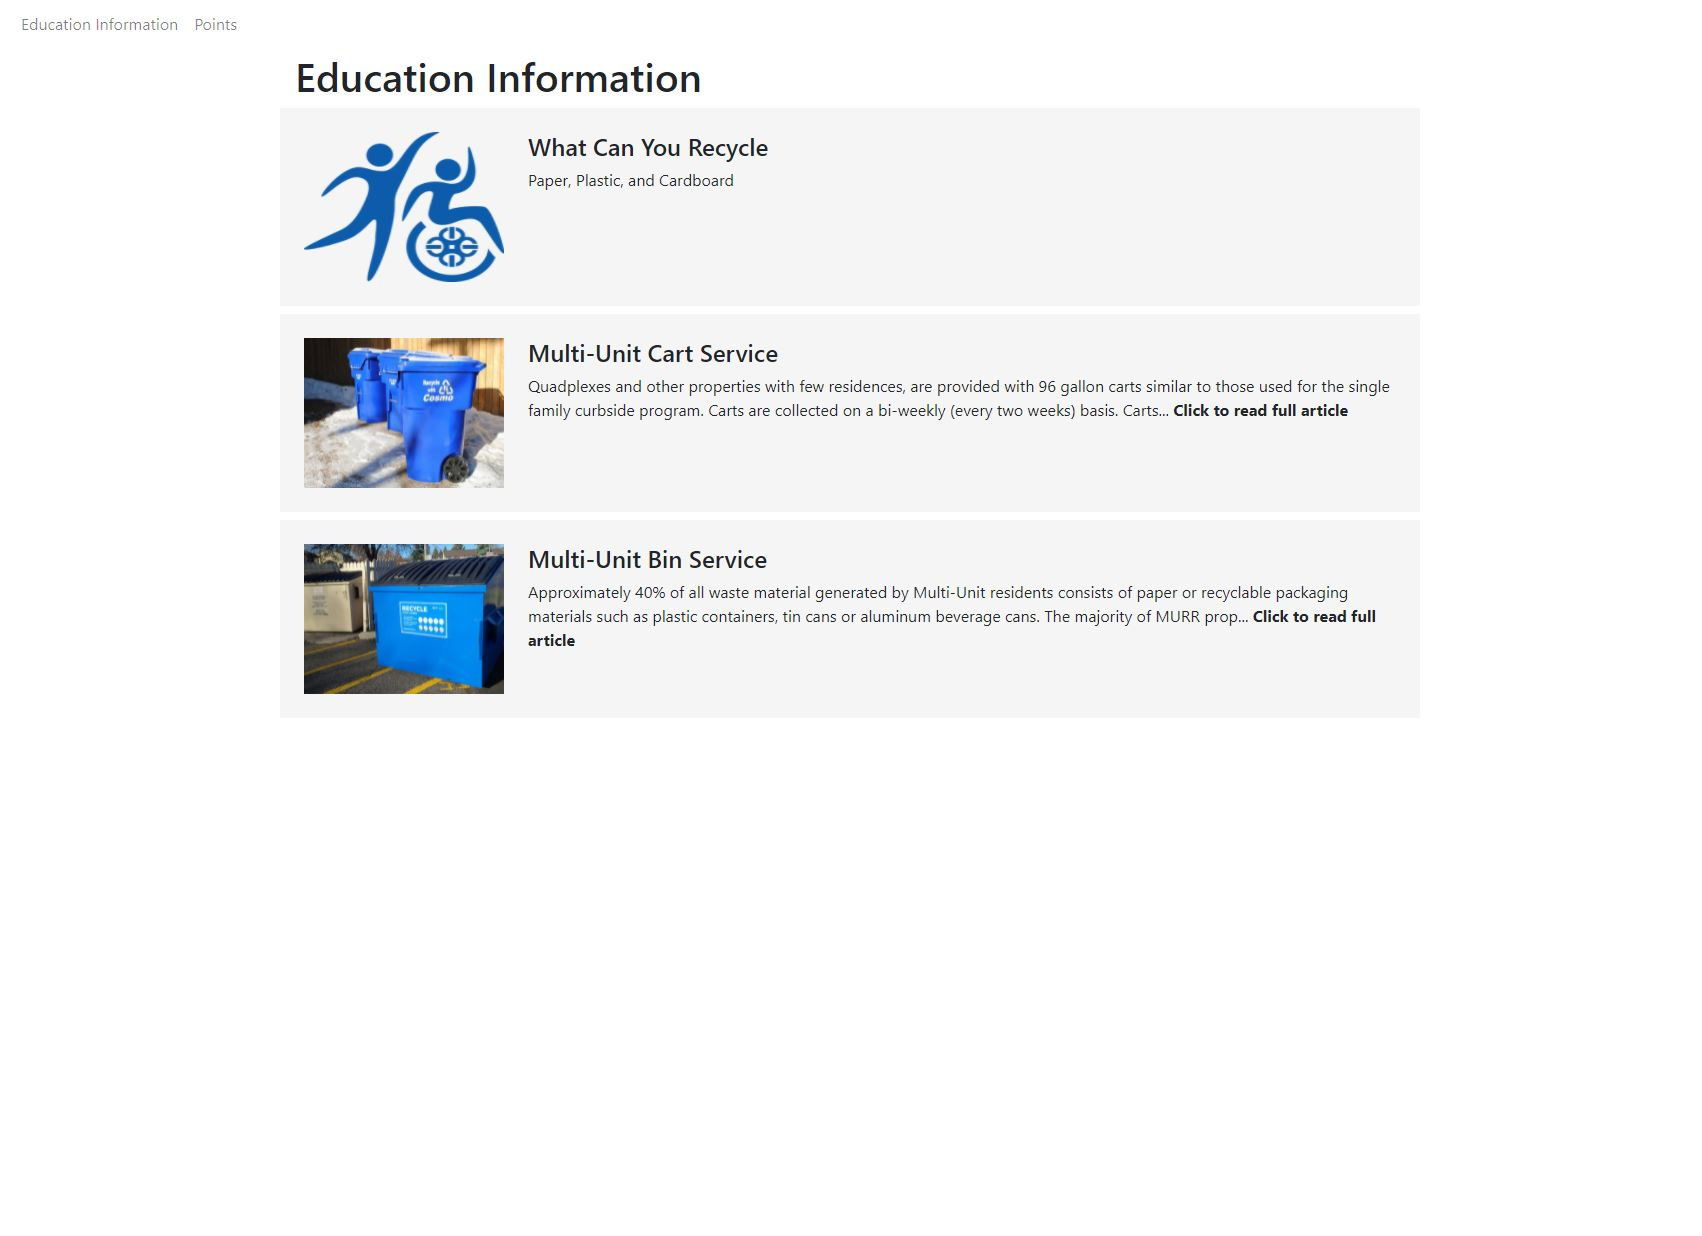 Education Information Points
Education Information
What Can You Recycle
Paper, Plastic, and Cardboard
Recycle
with
Cosmo
Multi-Unit Cart Service
Quadplexes and other properties with few residences, are provided with 96 gallon carts similar to those used for the single
family curbside program. Carts are collected on a bi-weekly (every two weeks) basis. Carts... Click to read full article
RECYCLE
Multi-Unit Bin Service
Approximately 40% of all waste material generated by Multi-Unit residents consists of paper or recyclable packaging
materials such as plastic containers, tin cans or aluminum beverage cans. The majority of MURR prop... Click to read full
article